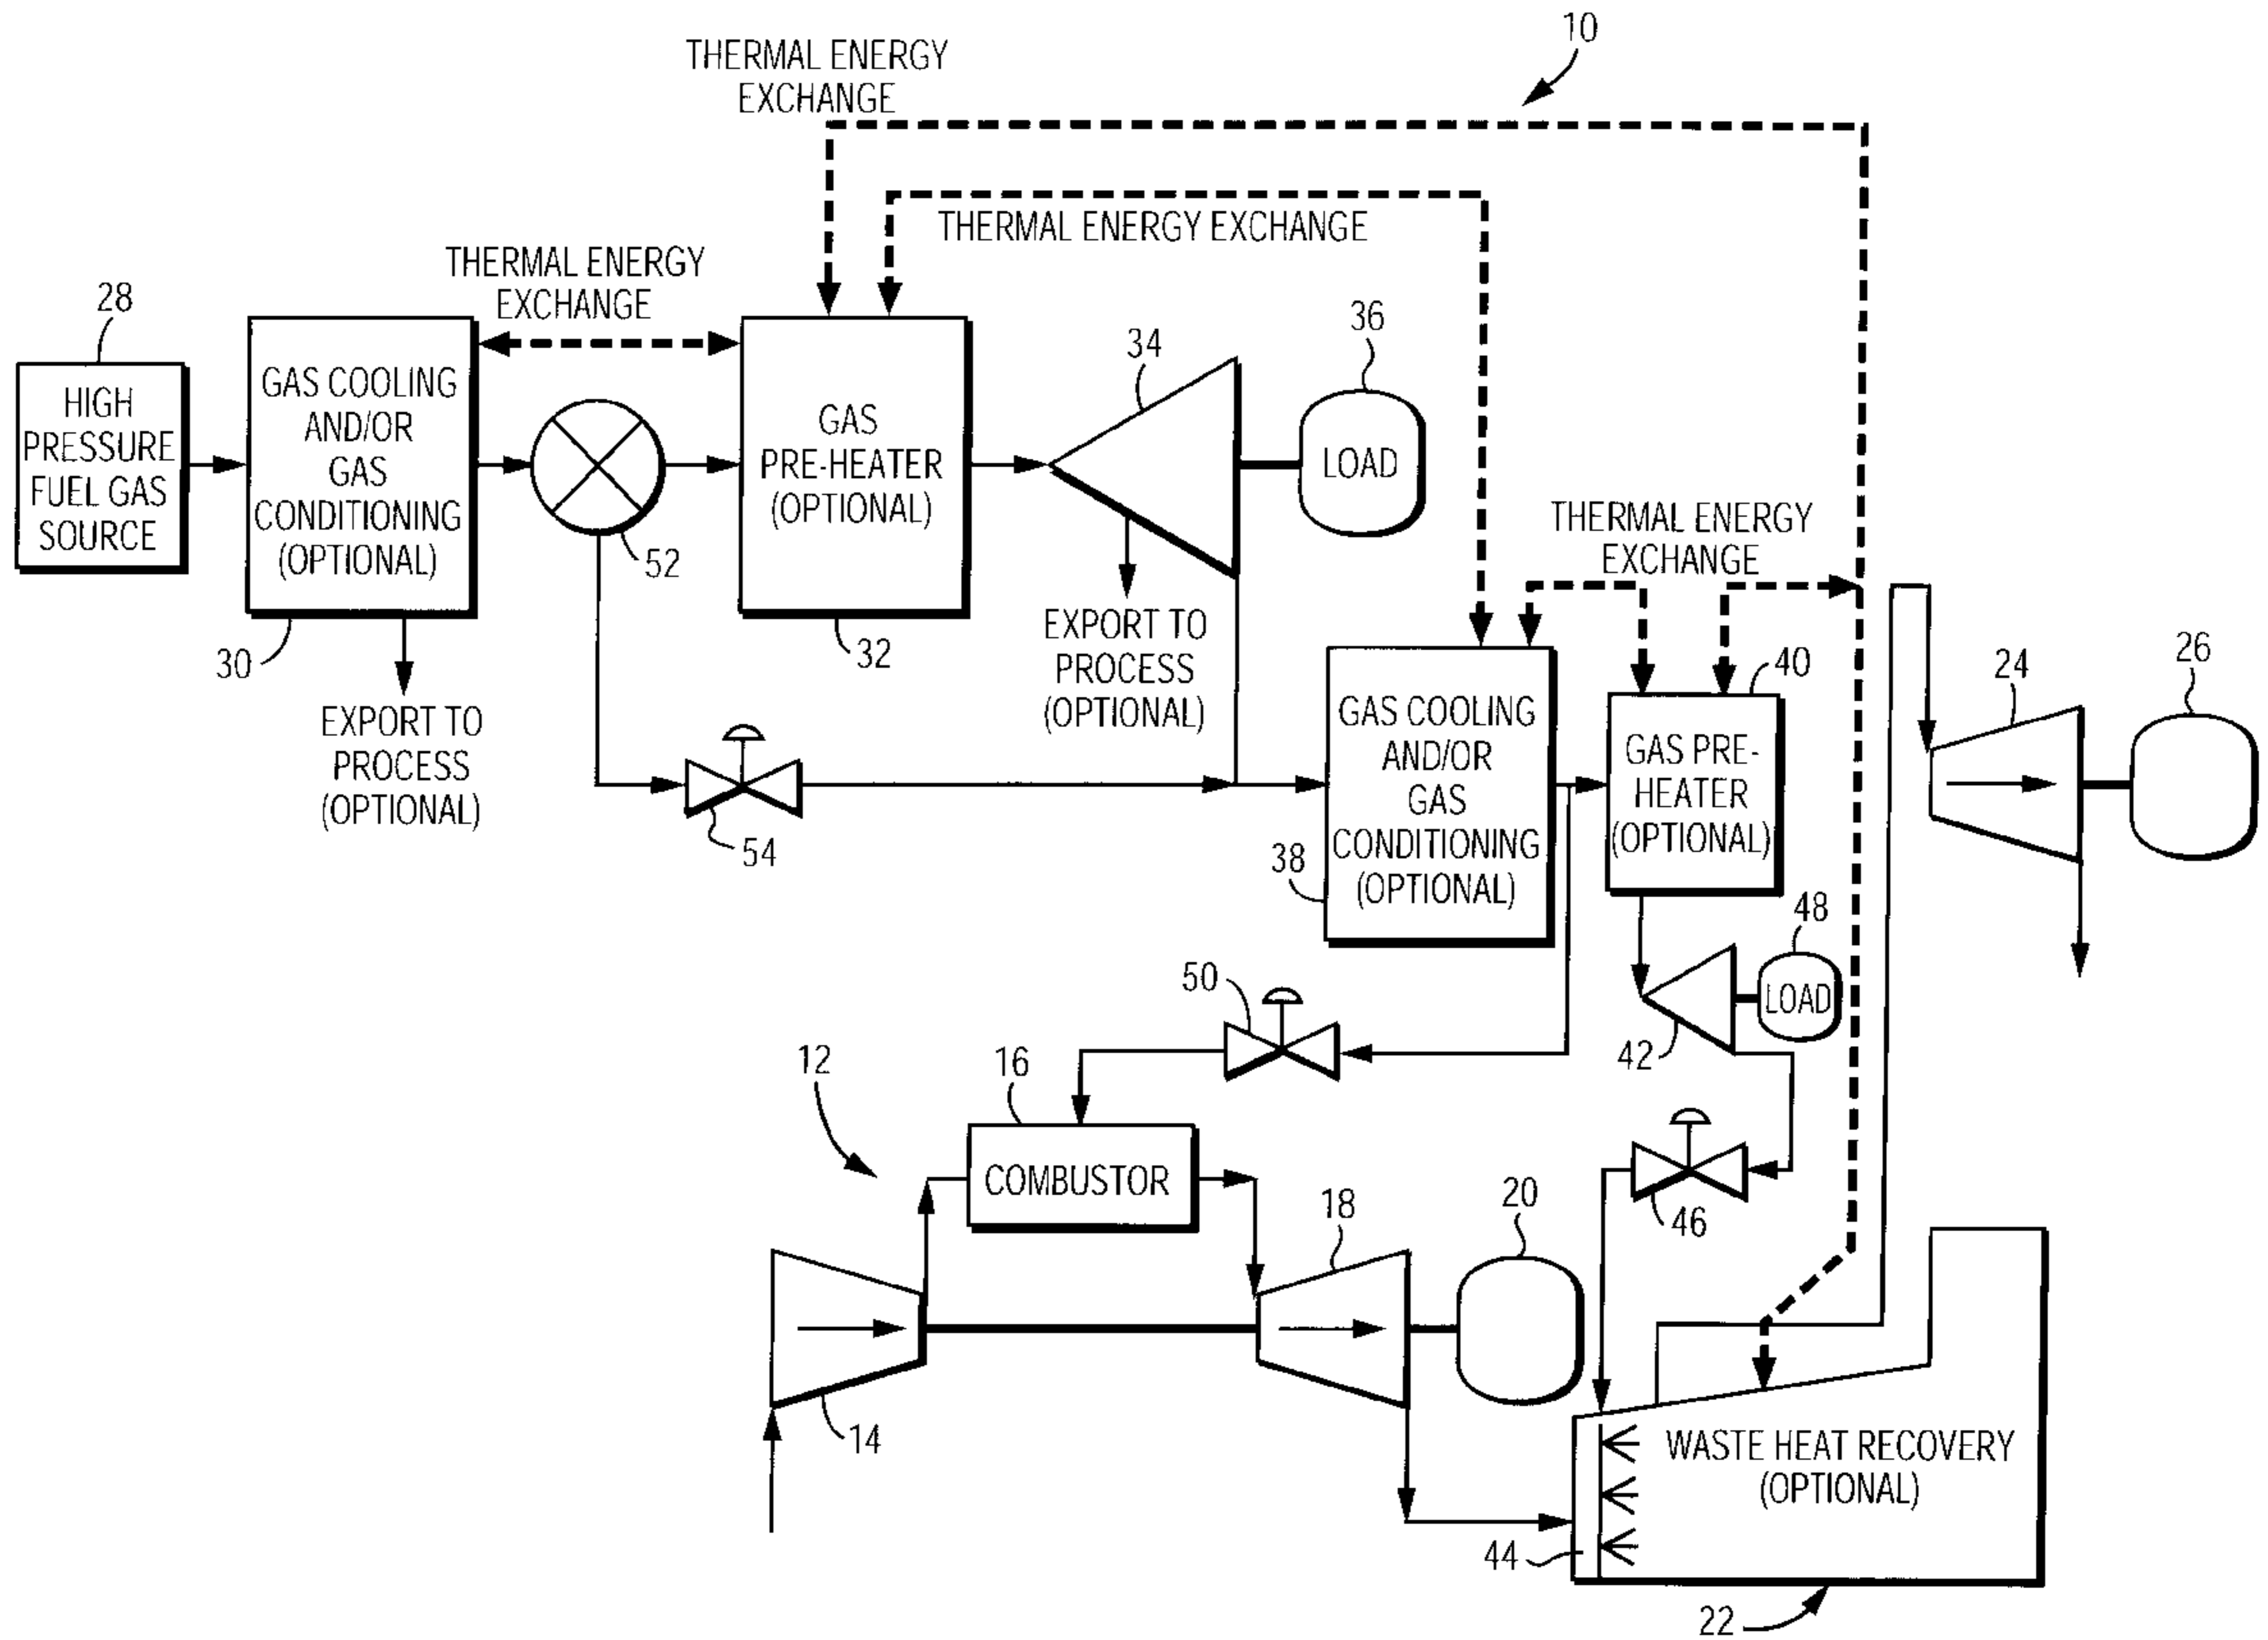 10
THERMAL ENERGY
EXCHANGE
THERMAL ENERGY EXCHANGE
THERMAL ENERGY
EXCHANGE
28
HIGH
PRESSURE
FUEL GAS
SOURCE
GAS COOLING
AND/OR
GAS
CONDITIONING
(OPTIONAL)
30
EXPORT TO
PROCESS
(OPTIONAL)
52
GAS
PRE-HEATER
(OPTIONAL)
32
34
36
LOAD
EXPORT TO
PROCESS
(OPTIONAL)
54
THERMAL ENERGY
EXCHANGE
GAS COOLING
AND/OR
GAS
CONDITIONING
(OPTIONAL)
38
40
GAS PRE-
HEATER
(OPTIONAL)
24
26
48
LOAD
42
50
12
16
COMBUSTOR
46
18
20
14
WASTE HEAT RECOVERY
(OPTIONAL)
44
22